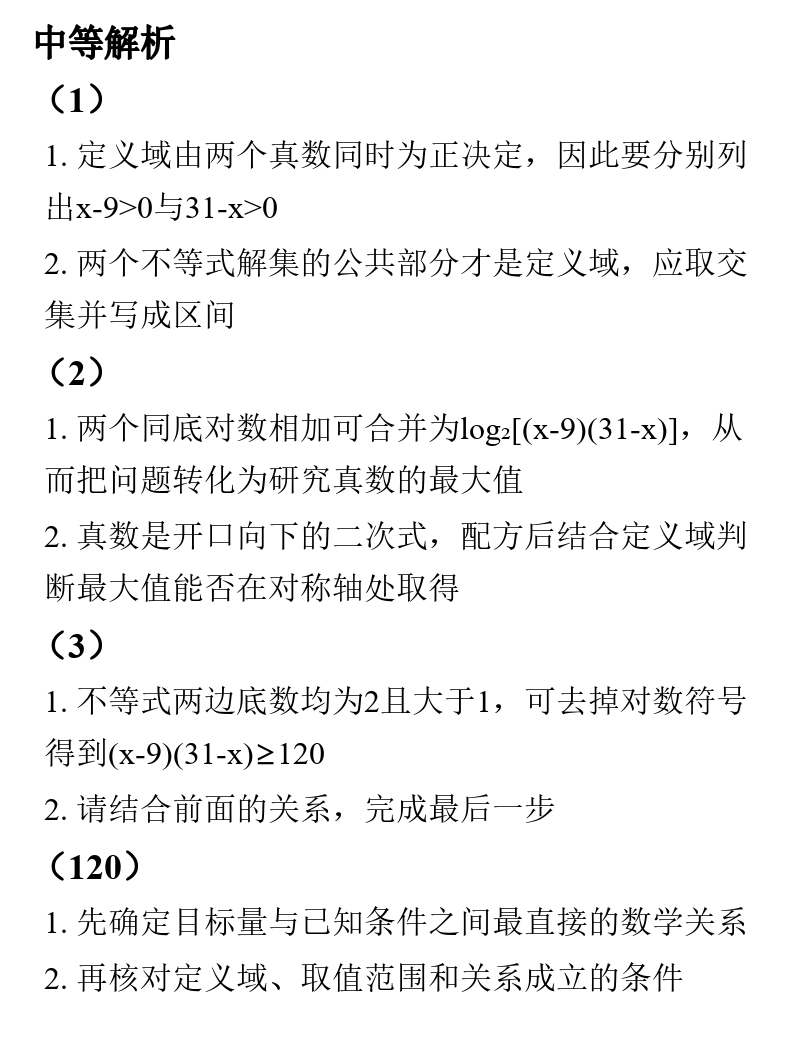 中等解析
（1）
1. 定义域由两个真数同时为正决定，因此要分别列
出x-9>0与31-x>0
2. 两个不等式解集的公共部分才是定义域，应取交
集并写成区间
（2）
1. 两个同底对数相加可合并为log₂[(x-9)(31-x)]，从
而把问题转化为研究真数的最大值
2. 真数是开口向下的二次式，配方后结合定义域判
断最大值能否在对称轴处取得
（3）
1. 不等式两边底数均为2且大于1，可去掉对数符号
得到(x-9)(31-x)≥120
2. 请结合前面的关系，完成最后一步
（120）
1. 先确定目标量与已知条件之间最直接的数学关系
2. 再核对定义域、取值范围和关系成立的条件